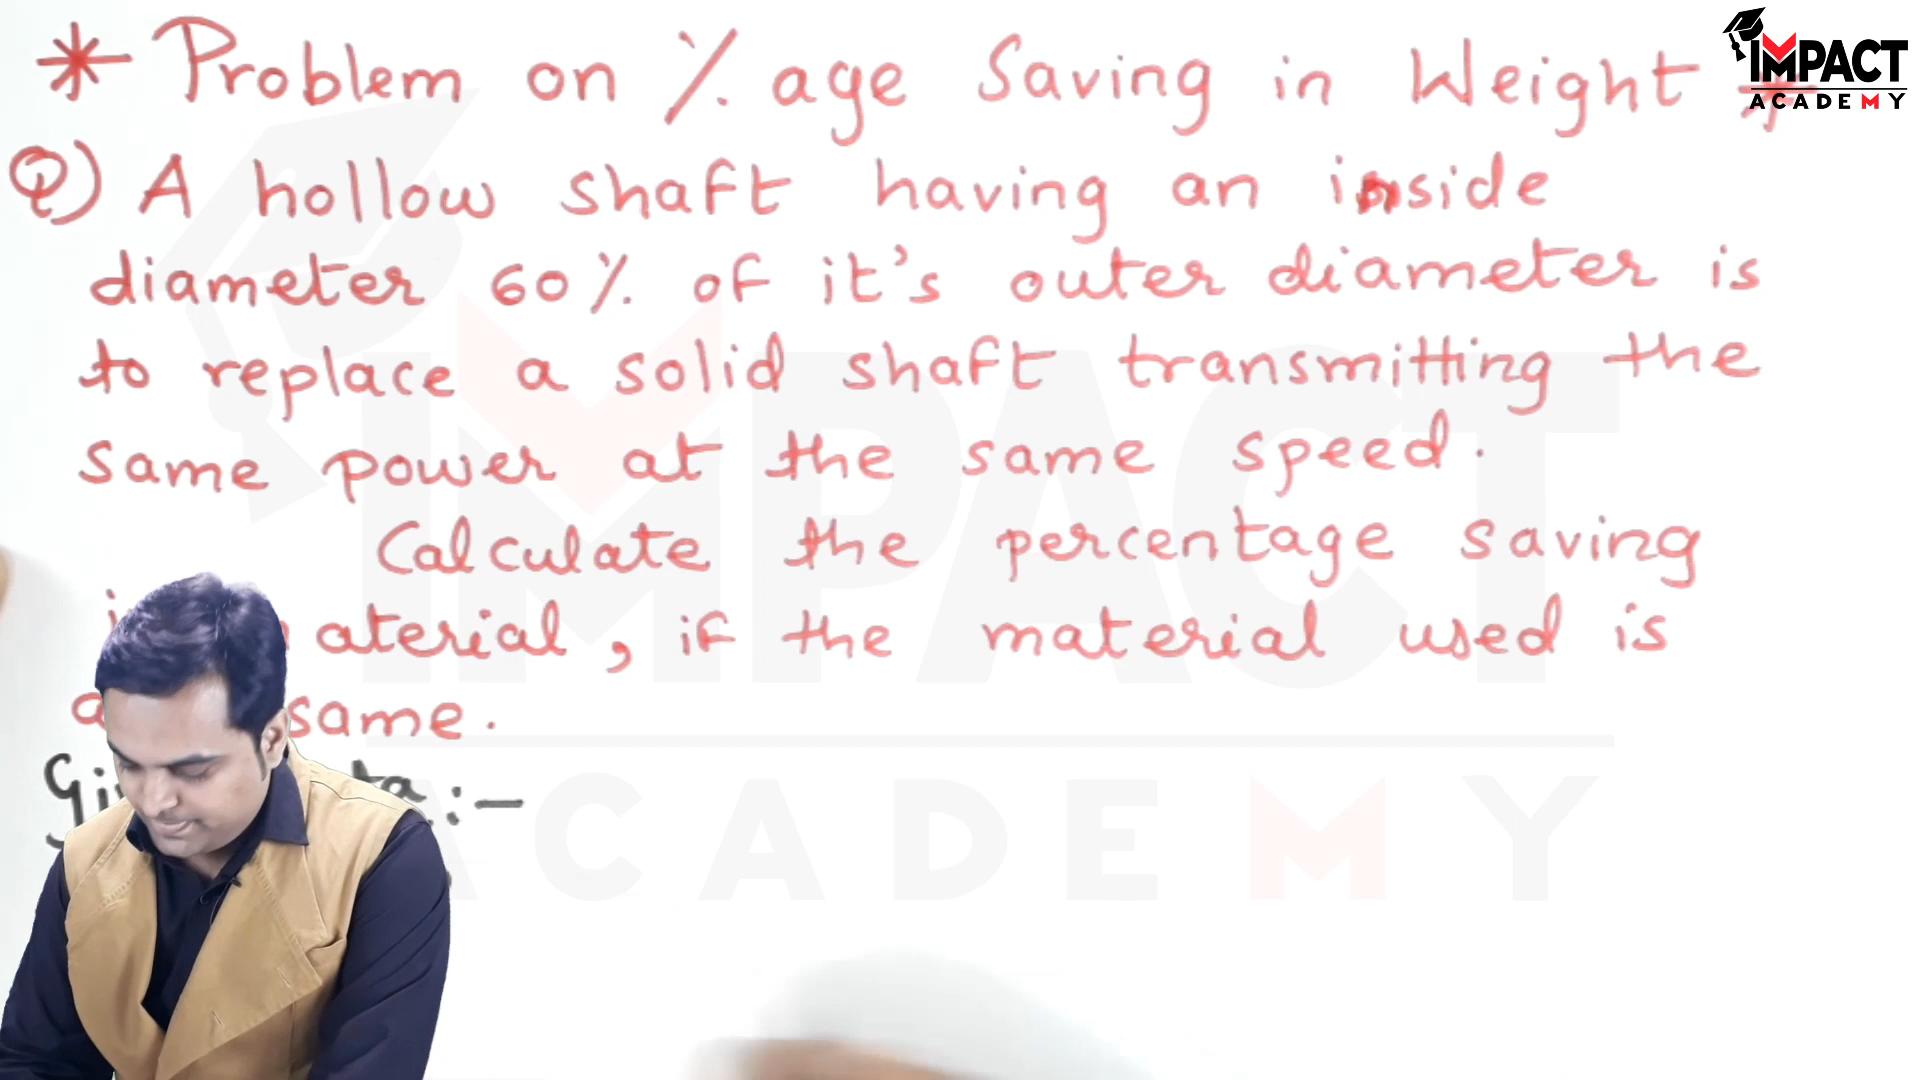 * Problem on % age Saving in Weight *
IMPACT
ACADEMY
Q) A hollow shaft having an inside
diameter 60% of it's outer diameter is
to replace a solid shaft transmitting the
same power at the same speed.
Calculate the percentage saving
aterial, if the material used is
same.
:-
IMPACT
ACADEMY